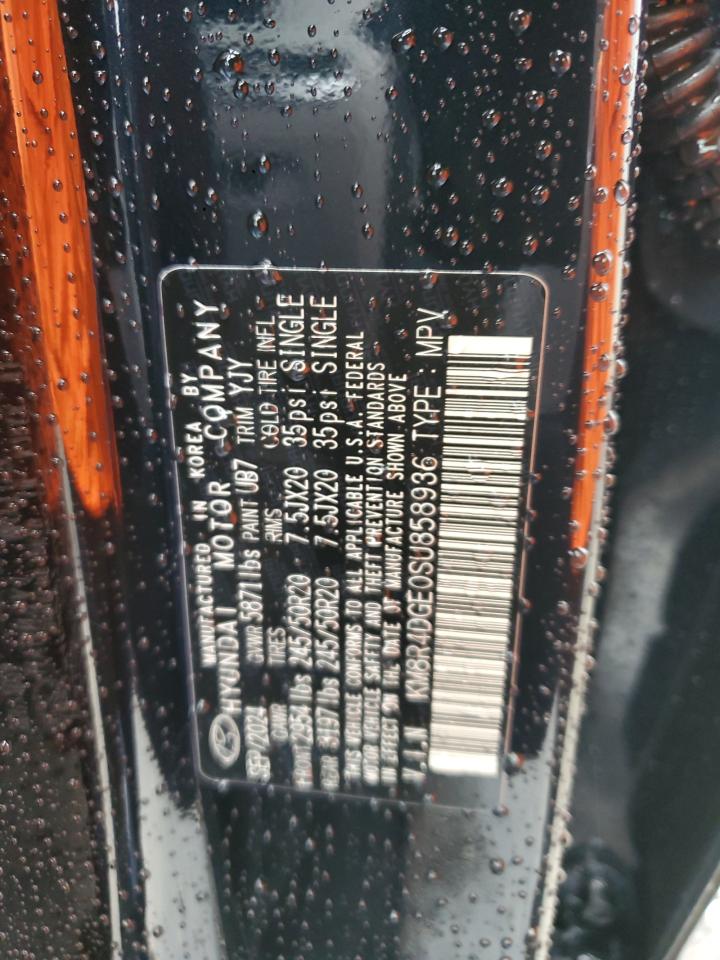 MANUFACTURED IN KOREA BY
HYUNDAI MOTOR COMPANY
SEP/2024 GVWR 5871lbs PAINT UB7 TRIM YJY
GAWR TIRES RIMS COLD TIRE INFL
FRONT 2954lbs 245/50R20 7.5JX20 35psi SINGLE
REAR 3197lbs 245/50R20 7.5JX20 35psi SINGLE
THIS VEHICLE CONFORMS TO ALL APPLICABLE U.S.A. FEDERAL
MOTOR VEHICLE SAFETY AND THEFT PREVENTION STANDARDS
IN EFFECT ON THE DATE OF MANUFACTURE SHOWN ABOVE
V.I.N KM8R4DGE0SU858936 TYPE : MPV